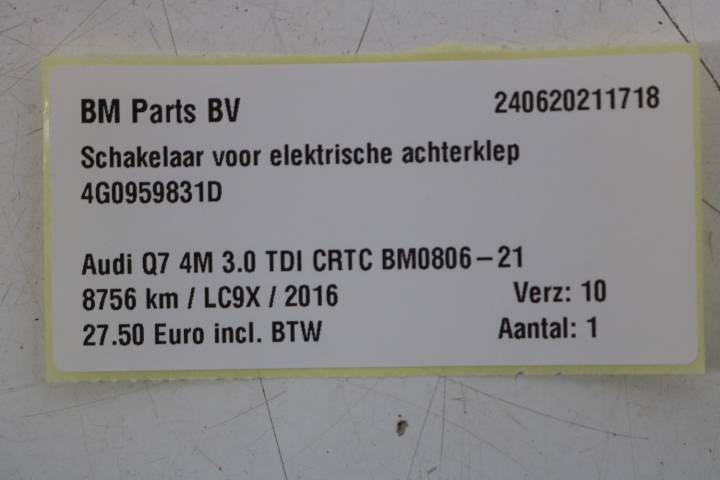 BM Parts BV 240620211718
Schakelaar voor elektrische achterklep
4G0959831D
Audi Q7 4M 3.0 TDI CRTC BM0806-21
8756 km / LC9X / 2016 Verz: 10
27.50 Euro incl. BTW Aantal: 1